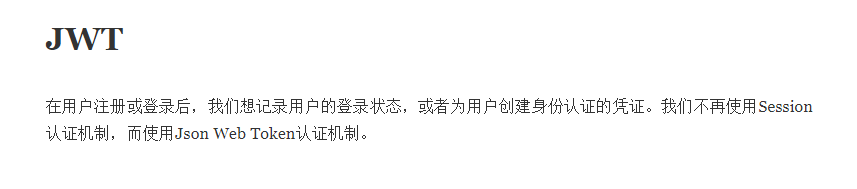 JWT
在用户注册或登录后，我们想记录用户的登录状态，或者为用户创建身份认证的凭证。我们不再使用Session
认证机制，而使用Json Web Token认证机制。